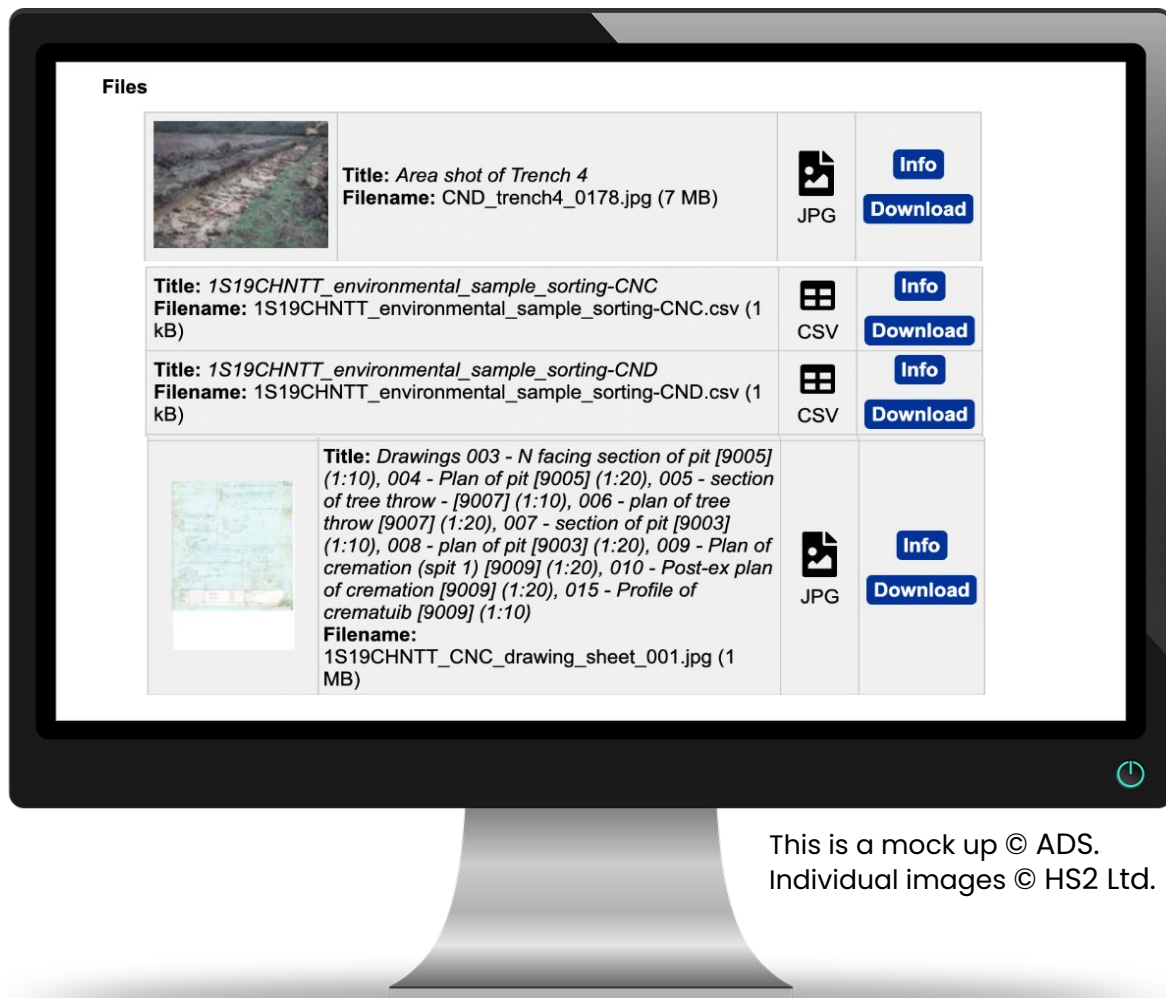 Files
Title: Area shot of Trench 4
Filename: CND_trench4_0178.jpg (7 MB)
JPG
Info
Download
Title: 1S19CHNTT_environmental_sample_sorting-CNC
Filename: 1S19CHNTT_environmental_sample_sorting-CNC.csv (1
kB)
CSV
Info
Download
Title: 1S19CHNTT_environmental_sample_sorting-CND
Filename: 1S19CHNTT_environmental_sample_sorting-CND.csv (1
kB)
CSV
Info
Download
Title: Drawings 003 - N facing section of pit [9005]
(1:10), 004 - Plan of pit [9005] (1:20), 005 - section
of tree throw - [9007] (1:10), 006 - plan of tree
throw [9007] (1:20), 007 - section of pit [9003]
(1:10), 008 - plan of pit [9003] (1:20), 009 - Plan of
cremation (spit 1) [9009] (1:20), 010 - Post-ex plan
of cremation [9009] (1:20), 015 - Profile of
crematuib [9009] (1:10)
Filename:
1S19CHNTT_CNC_drawing_sheet_001.jpg (1
MB)
JPG
Info
Download
This is a mock up © ADS.
Individual images © HS2 Ltd.